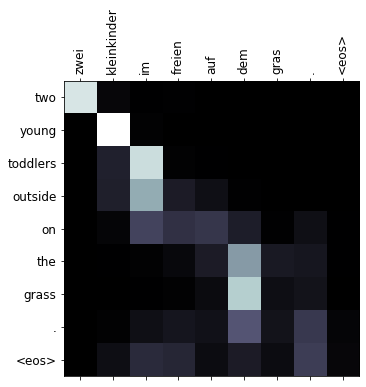 zwei
kleinkinder
im
freien
auf
dem
gras
.
<eos>
two
young
toddlers
outside
on
the
grass
.
<eos>